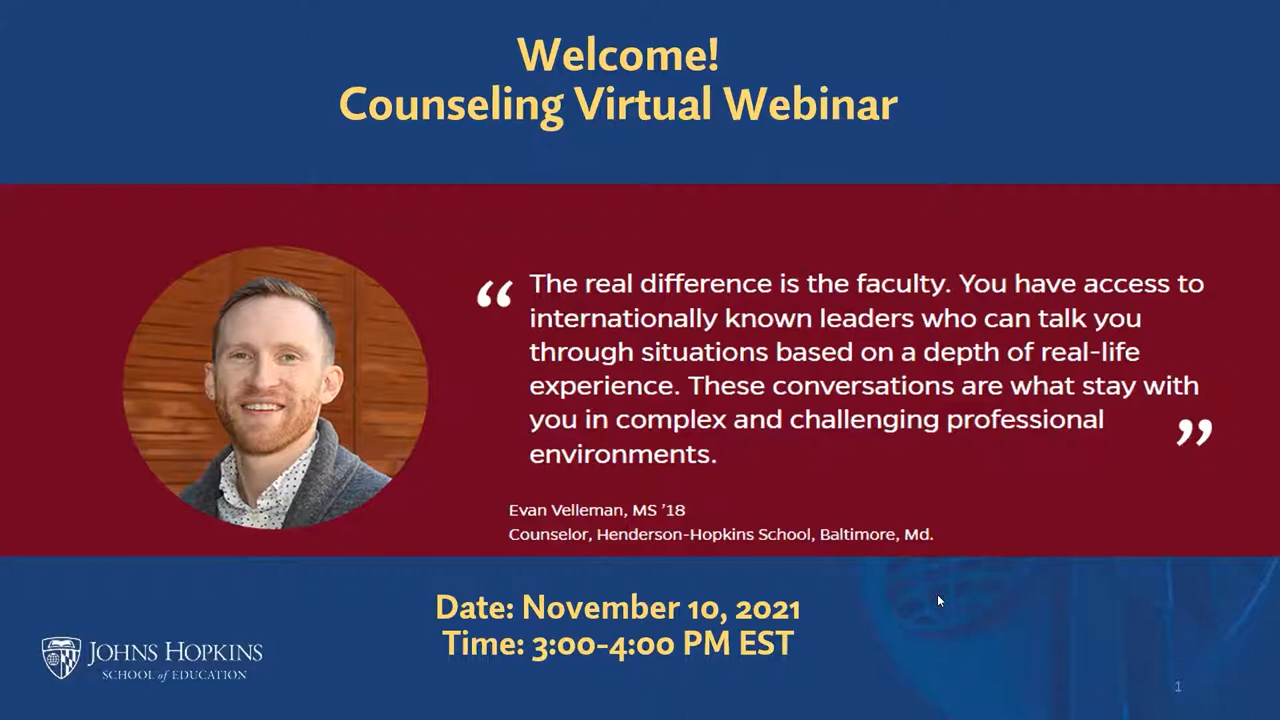 Welcome!
Counseling Virtual Webinar
“ The real difference is the faculty. You have access to
internationally known leaders who can talk you
through situations based on a depth of real-life
experience. These conversations are what stay with
you in complex and challenging professional
environments. ”
Evan Velleman, MS ’18
Counselor, Henderson-Hopkins School, Baltimore, Md.
Date: November 10, 2021
Time: 3:00-4:00 PM EST
JOHNS HOPKINS
SCHOOL of EDUCATION
1